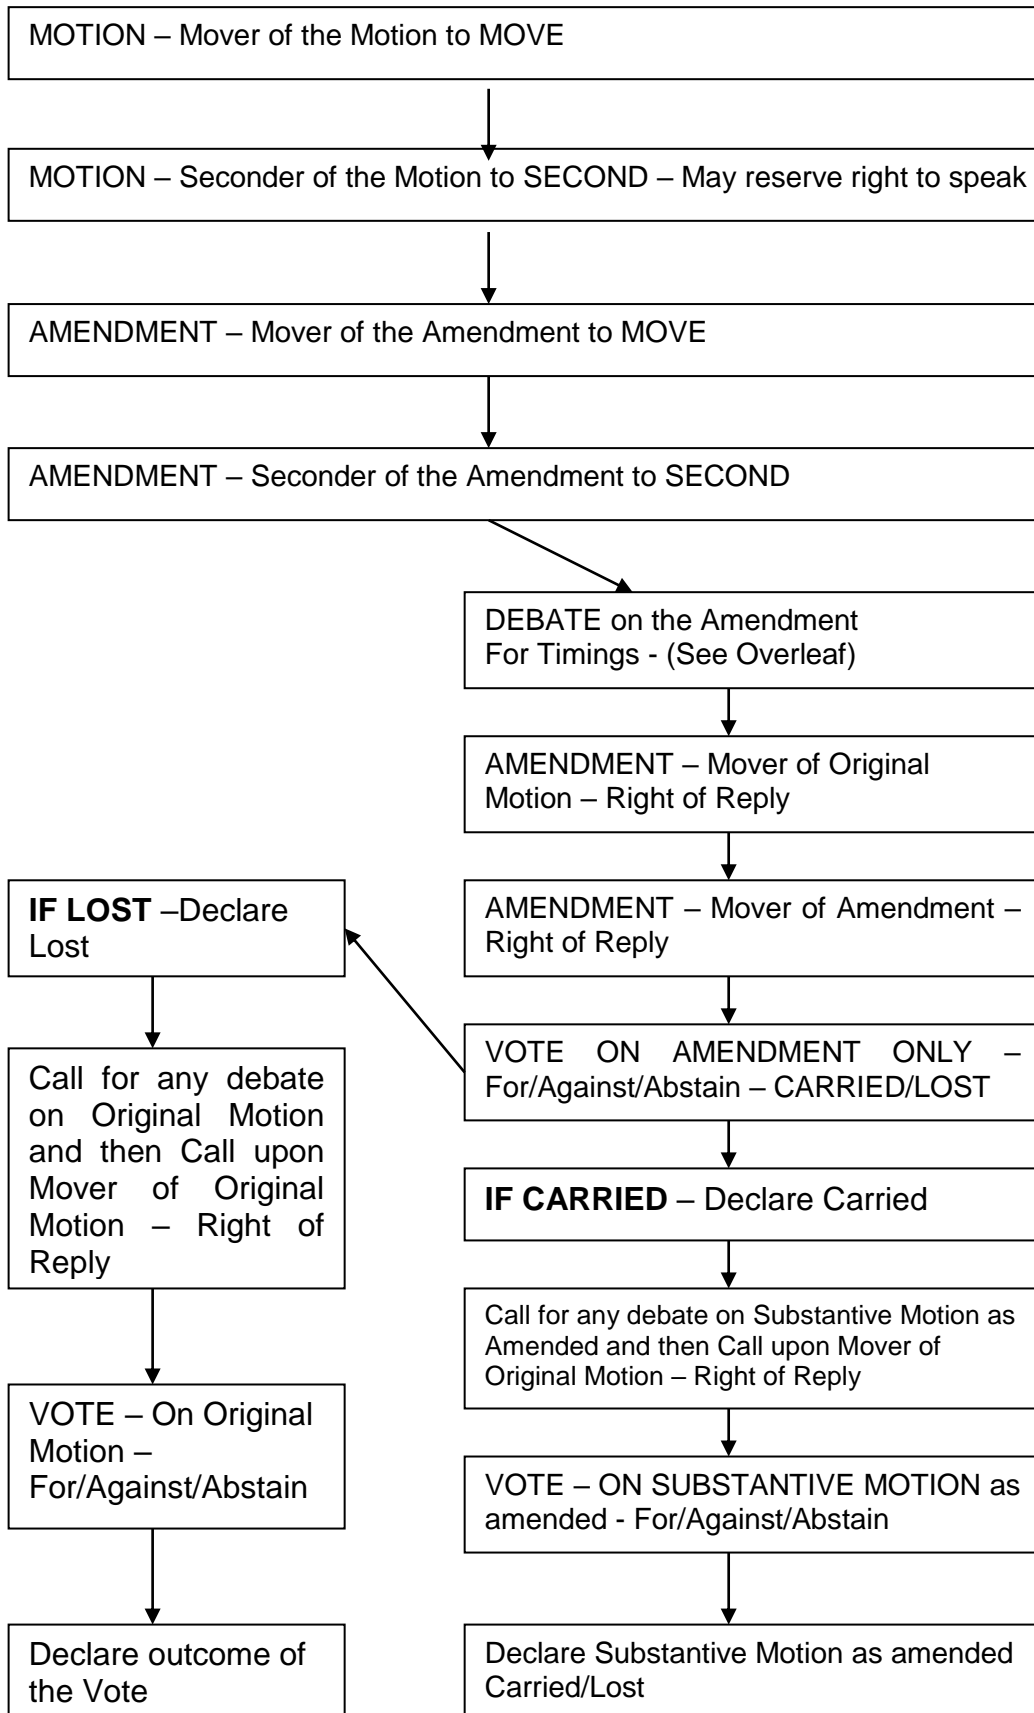 MOTION – Mover of the Motion to MOVE
MOTION – Seconder of the Motion to SECOND – May reserve right to speak
AMENDMENT – Mover of the Amendment to MOVE
AMENDMENT – Seconder of the Amendment to SECOND
DEBATE on the Amendment
For Timings - (See Overleaf)
AMENDMENT – Mover of Original
Motion – Right of Reply
AMENDMENT – Mover of Amendment –
Right of Reply
VOTE ON AMENDMENT ONLY –
For/Against/Abstain – CARRIED/LOST
IF LOST –Declare
Lost
Call for any debate
on Original Motion
and then Call upon
Mover of Original
Motion – Right of
Reply
VOTE – On Original
Motion –
For/Against/Abstain
Declare outcome of
the Vote
IF CARRIED – Declare Carried
Call for any debate on Substantive Motion as
Amended and then Call upon Mover of
Original Motion – Right of Reply
VOTE – ON SUBSTANTIVE MOTION as
amended - For/Against/Abstain
Declare Substantive Motion as amended
Carried/Lost